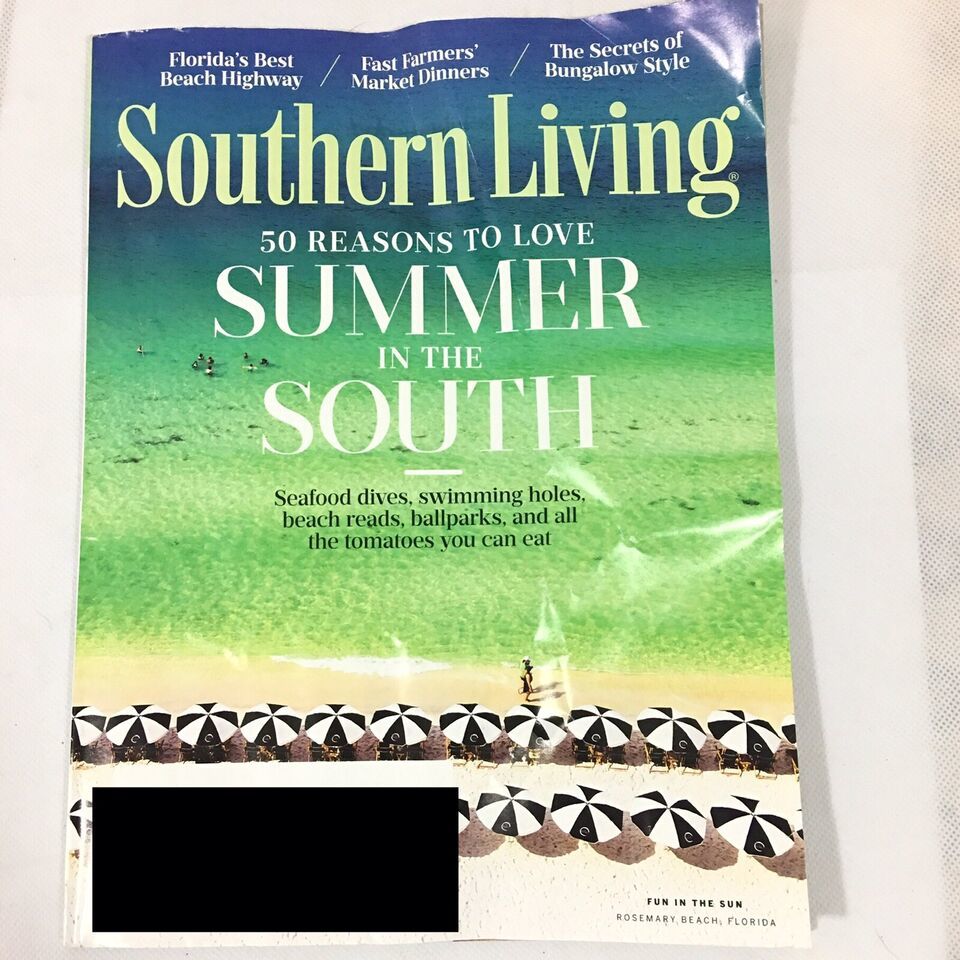 Florida's Best
Beach Highway
Fast Farmers'
Market Dinners
The Secrets of
Bungalow Style
Southern Living®
50 REASONS TO LOVE
SUMMER
IN THE
SOUTH
Seafood dives, swimming holes,
beach reads, ballparks, and all
the tomatoes you can eat
FUN IN THE SUN
ROSEMARY BEACH, FLORIDA